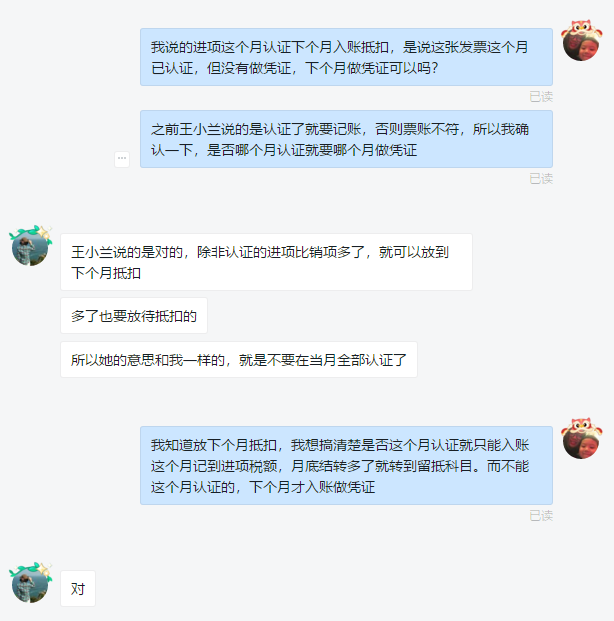 我说的进项这个月认证下个月入账抵扣，是说这张发票这个月
已认证，但没有做凭证，下个月做凭证可以吗？
已读
之前王小兰说的是认证了就要记账，否则票账不符，所以我确
认一下，是否哪个月认证就要哪个月做凭证
已读
王小兰说的是对的，除非认证的进项比销项多了，就可以放到
下个月抵扣
多了也要放待抵扣的
所以她的意思和我一样的，就是不要在当月全部认证了
我知道放下个月抵扣，我想搞清楚是否这个月认证就只能入账
这个月记到进项税额，月底结转多了就转到留抵科目。而不能
这个月认证的，下个月才入账做凭证
已读
对